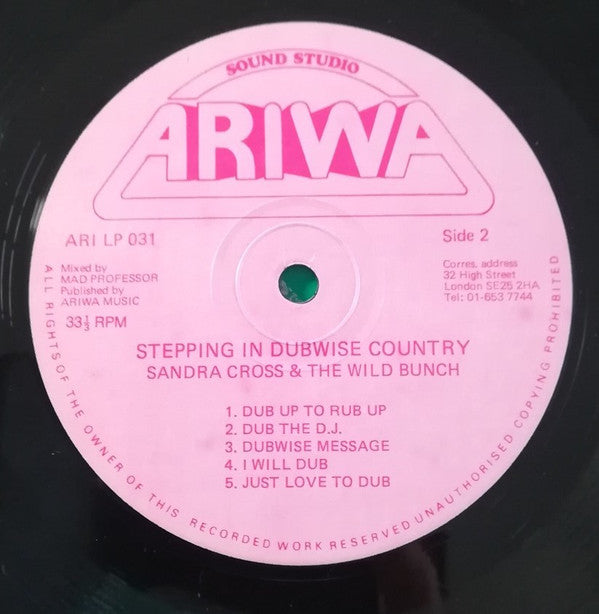 SOUND STUDIO
ARIWA
ARI LP 031
Side 2
Mixed by
MAD PROFESSOR
Published by
ARIWA MUSIC
Corres. address
32 High Street
London SE25 2HA
Tel: 01-653 7744
33⅓ RPM
STEPPING IN DUBWISE COUNTRY
SANDRA CROSS & THE WILD BUNCH
1. DUB UP TO RUB UP
2. DUB THE D.J.
3. DUBWISE MESSAGE
4. I WILL DUB
5. JUST LOVE TO DUB
ALL RIGHTS OF THE OWNER OF THIS RECORDED WORK RESERVED UNAUTHORISED COPYING PROHIBITED